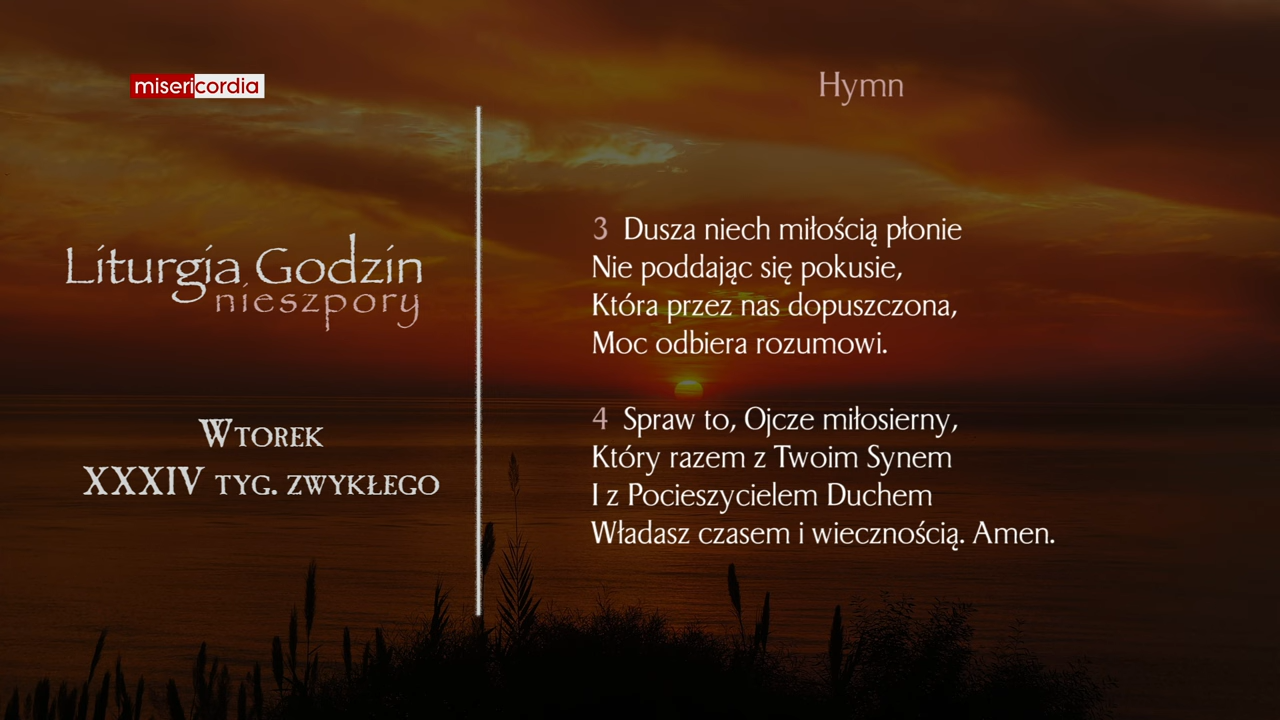 misericordia
Liturgia Godzin
nieszpory
Wtorek
XXXIV tyg. zwykłego
Hymn
3 Dusza niech miłością płonie
Nie poddając się pokusie,
Która przez nas dopuszczona,
Moc odbiera rozumowi.
4 Spraw to, Ojcze miłosierny,
Który razem z Twoim Synem
I z Pocieszycielem Duchem
Władasz czasem i wiecznością. Amen.